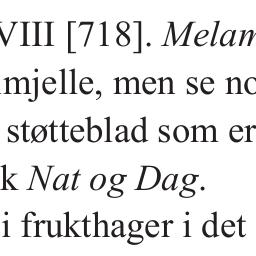 VIII [718]. Melam
mjelle, men se no
støtteblad som er
k Nat og Dag.
i frukthager i det